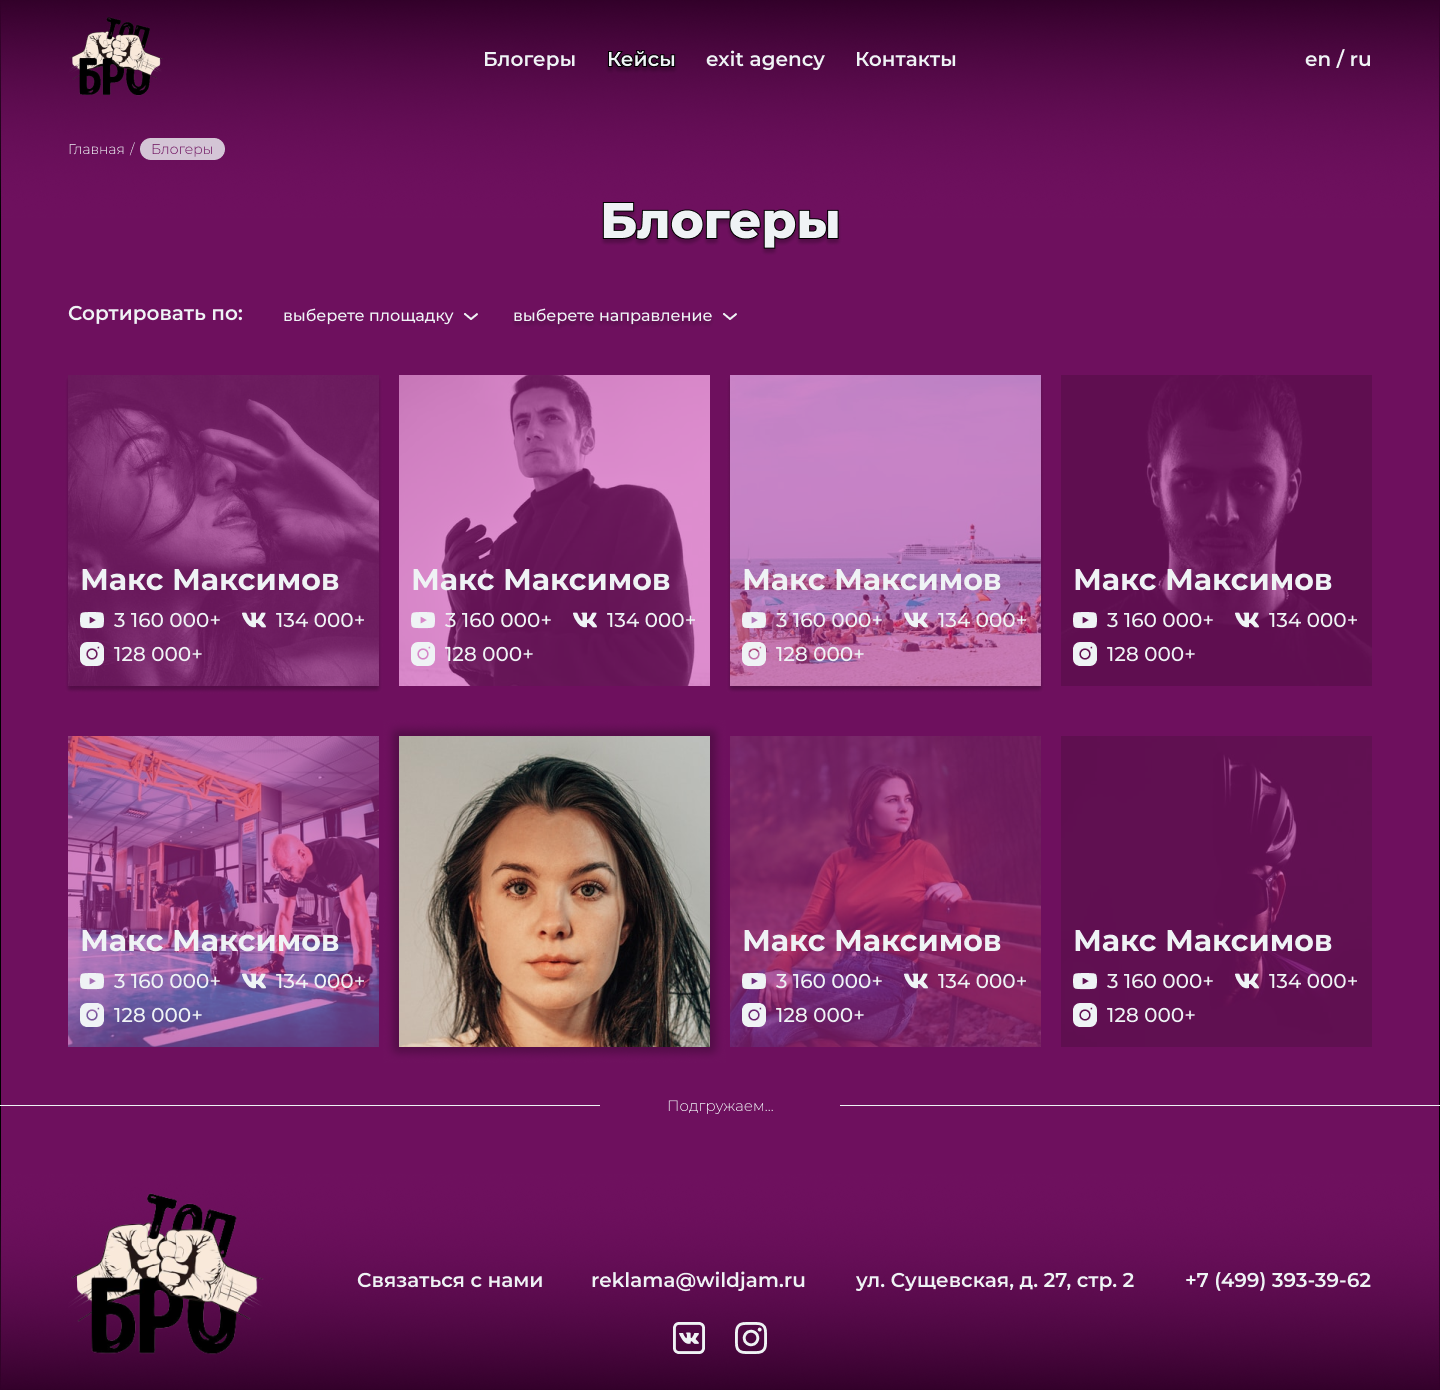 ТОП
БРО
Блогеры Кейсы exit agency Контакты en / ru
Главная / Блогеры
Блогеры
Сортировать по: выберете площадку выберете направление
Макс Максимов
3 160 000+ 134 000+
128 000+
Макс Максимов
3 160 000+ 134 000+
128 000+
Макс Максимов
3 160 000+ 134 000+
128 000+
Макс Максимов
3 160 000+ 134 000+
128 000+
Макс Максимов
3 160 000+ 134 000+
128 000+
Макс Максимов
3 160 000+ 134 000+
128 000+
Макс Максимов
3 160 000+ 134 000+
128 000+
Подгружаем...
ТОП
БРО
Связаться с нами reklama@wildjam.ru ул. Сущевская, д. 27, стр. 2 +7 (499) 393-39-62